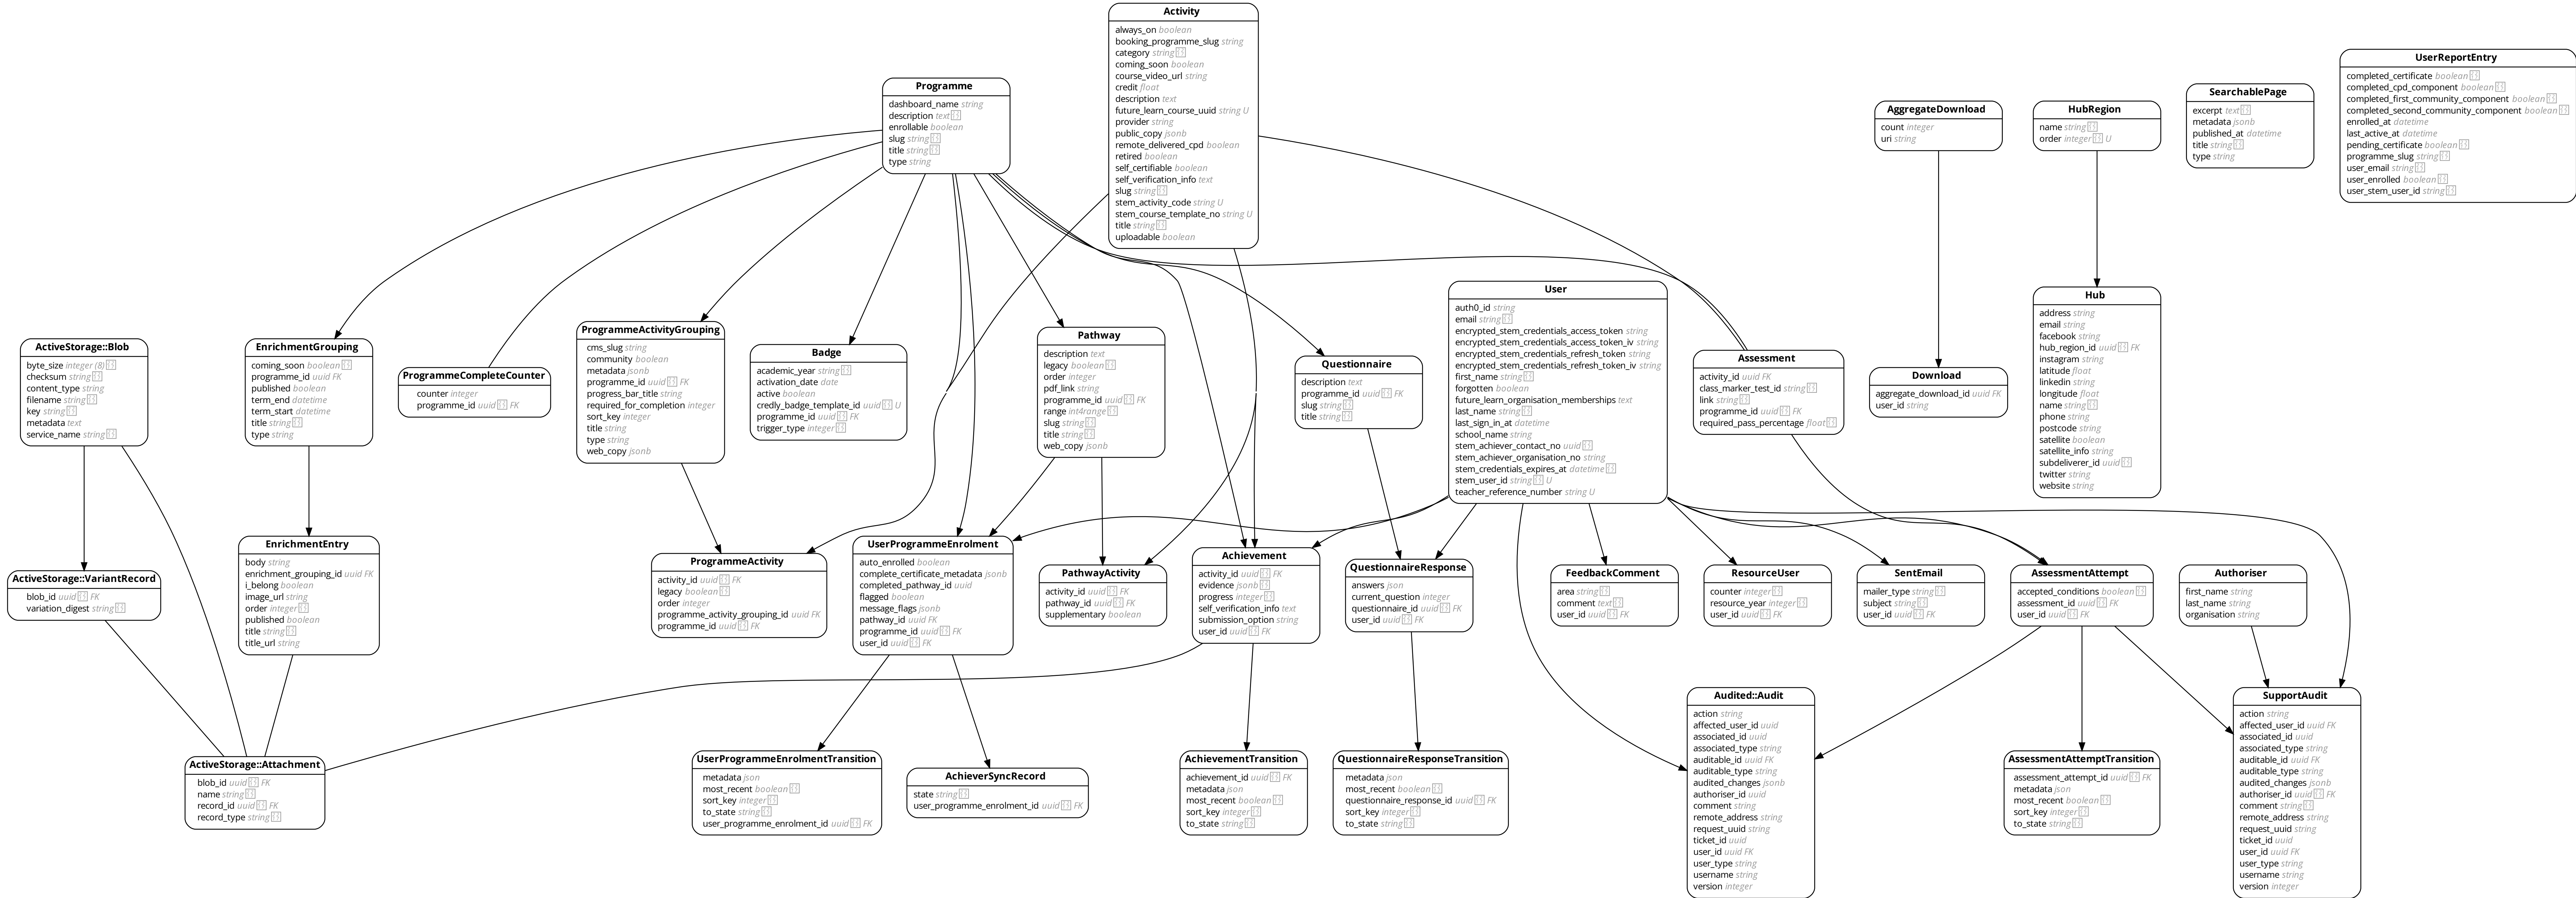 Activity
always_on boolean
booking_programme_slug string
category string
coming_soon boolean
course_video_url string
credit float
description text
future_learn_course_uuid string U
provider string
public_copy jsonb
remote_delivered_cpd boolean
retired boolean
self_certifiable boolean
self_verification_info text
slug string
stem_activity_code string U
stem_course_template_no string U
title string
uploadable boolean
Programme
dashboard_name string
description text
enrollable boolean
slug string
title string
type string
AggregateDownload
count integer
uri string
HubRegion
name string
order integer U
SearchablePage
excerpt text
metadata jsonb
published_at datetime
title string
type string
UserReportEntry
completed_certificate boolean
completed_cpd_component boolean
completed_first_community_component boolean
completed_second_community_component boolean
enrolled_at datetime
last_active_at datetime
pending_certificate boolean
programme_slug string
user_email string
user_enrolled boolean
user_stem_user_id string
ActiveStorage::Blob
byte_size integer (8)
checksum string
content_type string
filename string
key string
metadata text
service_name string
EnrichmentGrouping
coming_soon boolean
programme_id uuid FK
published boolean
term_end datetime
term_start datetime
title string
type string
ProgrammeCompleteCounter
counter integer
programme_id uuid FK
ProgrammeActivityGrouping
cms_slug string
community boolean
metadata jsonb
programme_id uuid FK
progress_bar_title string
required_for_completion integer
sort_key integer
title string
type string
web_copy jsonb
Badge
academic_year string
activation_date date
active boolean
credly_badge_template_id uuid U
programme_id uuid FK
trigger_type integer
Pathway
description text
legacy boolean
order integer
pdf_link string
programme_id uuid FK
range int4range
slug string
title string
web_copy jsonb
Questionnaire
description text
programme_id uuid FK
slug string
title string
User
auth0_id string
email string
encrypted_stem_credentials_access_token string
encrypted_stem_credentials_access_token_iv string
encrypted_stem_credentials_refresh_token string
encrypted_stem_credentials_refresh_token_iv string
first_name string
forgotten boolean
future_learn_organisation_memberships text
last_name string
last_sign_in_at datetime
school_name string
stem_achiever_contact_no uuid
stem_achiever_organisation_no string
stem_credentials_expires_at datetime
stem_user_id string U
teacher_reference_number string U
Assessment
activity_id uuid FK
class_marker_test_id string
link string
programme_id uuid FK
required_pass_percentage float
Download
aggregate_download_id uuid FK
user_id string
Hub
address string
email string
facebook string
hub_region_id uuid FK
instagram string
latitude float
linkedin string
longitude float
name string
phone string
postcode string
satellite boolean
satellite_info string
subdeliverer_id uuid
twitter string
website string
ActiveStorage::VariantRecord
blob_id uuid FK
variation_digest string
EnrichmentEntry
body string
enrichment_grouping_id uuid FK
i_belong boolean
image_url string
order integer
published boolean
title string
title_url string
ProgrammeActivity
activity_id uuid FK
legacy boolean
order integer
programme_activity_grouping_id uuid FK
programme_id uuid FK
UserProgrammeEnrolment
auto_enrolled boolean
complete_certificate_metadata jsonb
completed_pathway_id uuid
flagged boolean
message_flags jsonb
pathway_id uuid FK
programme_id uuid FK
user_id uuid FK
PathwayActivity
activity_id uuid FK
pathway_id uuid FK
supplementary boolean
Achievement
activity_id uuid FK
evidence jsonb
progress integer
self_verification_info text
submission_option string
user_id uuid FK
QuestionnaireResponse
answers json
current_question integer
questionnaire_id uuid FK
user_id uuid FK
FeedbackComment
area string
comment text
user_id uuid FK
ResourceUser
counter integer
resource_year integer
user_id uuid FK
SentEmail
mailer_type string
subject string
user_id uuid FK
AssessmentAttempt
accepted_conditions boolean
assessment_id uuid FK
user_id uuid FK
Authoriser
first_name string
last_name string
organisation string
ActiveStorage::Attachment
blob_id uuid FK
name string
record_id uuid FK
record_type string
UserProgrammeEnrolmentTransition
metadata json
most_recent boolean
sort_key integer
to_state string
user_programme_enrolment_id uuid FK
AchieverSyncRecord
state string
user_programme_enrolment_id uuid FK
AchievementTransition
achievement_id uuid FK
metadata json
most_recent boolean
sort_key integer
to_state string
QuestionnaireResponseTransition
metadata json
most_recent boolean
questionnaire_response_id uuid FK
sort_key integer
to_state string
Audited::Audit
action string
affected_user_id uuid
associated_id uuid
associated_type string
auditable_id uuid FK
auditable_type string
audited_changes jsonb
authoriser_id uuid
comment string
remote_address string
request_uuid string
ticket_id uuid
user_id uuid FK
user_type string
username string
version integer
AssessmentAttemptTransition
assessment_attempt_id uuid FK
metadata json
most_recent boolean
sort_key integer
to_state string
SupportAudit
action string
affected_user_id uuid FK
associated_id uuid
associated_type string
auditable_id uuid FK
auditable_type string
audited_changes jsonb
authoriser_id uuid FK
comment string
remote_address string
request_uuid string
ticket_id uuid
user_id uuid FK
user_type string
username string
version integer